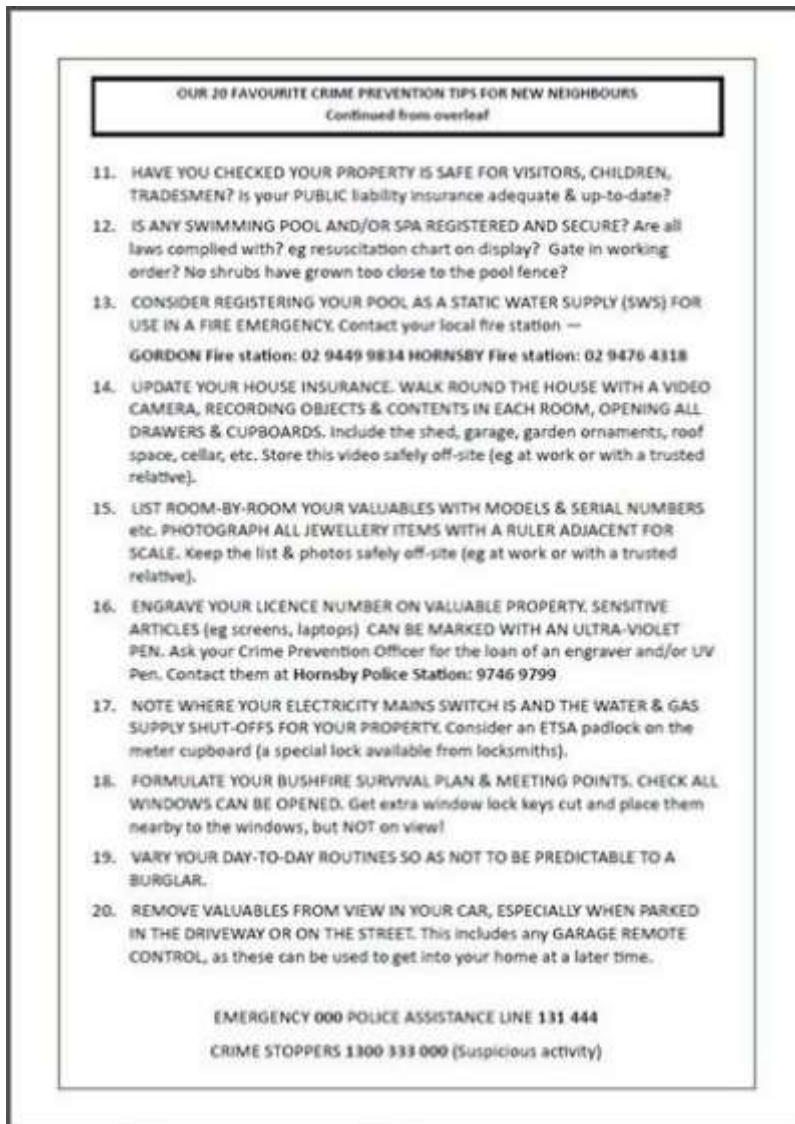 OUR 20 FAVOURITE CRIME PREVENTION TIPS FOR NEW NEIGHBOURS
Continued from overleaf
11. HAVE YOU CHECKED YOUR PROPERTY IS SAFE FOR VISITORS, CHILDREN,
TRADESMEN? Is your PUBLIC liability insurance adequate & up-to-date?
12. IS ANY SWIMMING POOL AND/OR SPA REGISTERED AND SECURE? Are all
laws complied with? eg resuscitation chart on display? Gate in working
order? No shrubs have grown too close to the pool fence?
13. CONSIDER REGISTERING YOUR POOL AS A STATIC WATER SUPPLY (SWS) FOR
USE IN A FIRE EMERGENCY. Contact your local fire station —
GORDON Fire station: 02 9449 9834 HORNSBY Fire station: 02 9476 4318
14. UPDATE YOUR HOUSE INSURANCE. WALK ROUND THE HOUSE WITH A VIDEO
CAMERA, RECORDING OBJECTS & CONTENTS IN EACH ROOM, OPENING ALL
DRAWERS & CUPBOARDS. Include the shed, garage, garden ornaments, roof
space, cellar, etc. Store this video safely off-site (eg at work or with a trusted
relative).
15. LIST ROOM-BY-ROOM YOUR VALUABLES WITH MODELS & SERIAL NUMBERS
etc. PHOTOGRAPH ALL JEWELLERY ITEMS WITH A RULER ADJACENT FOR
SCALE. Keep the list & photos safely off-site (eg at work or with a trusted
relative).
16. ENGRAVE YOUR LICENCE NUMBER ON VALUABLE PROPERTY. SENSITIVE
ARTICLES (eg screens, laptops) CAN BE MARKED WITH AN ULTRA-VIOLET
PEN. Ask your Crime Prevention Officer for the loan of an engraver and/or UV
Pen. Contact them at Hornsby Police Station: 9746 9799
17. NOTE WHERE YOUR ELECTRICITY MAINS SWITCH IS AND THE WATER & GAS
SUPPLY SHUT-OFFS FOR YOUR PROPERTY. Consider an ETSA padlock on the
meter cupboard (a special lock available from locksmiths).
18. FORMULATE YOUR BUSHFIRE SURVIVAL PLAN & MEETING POINTS. CHECK ALL
WINDOWS CAN BE OPENED. Get extra window lock keys cut and place them
nearby to the windows, but NOT on view!
19. VARY YOUR DAY-TO-DAY ROUTINES SO AS NOT TO BE PREDICTABLE TO A
BURGLAR.
20. REMOVE VALUABLES FROM VIEW IN YOUR CAR, ESPECIALLY WHEN PARKED
IN THE DRIVEWAY OR ON THE STREET. This includes any GARAGE REMOTE
CONTROL, as these can be used to get into your home at a later time.
EMERGENCY 000 POLICE ASSISTANCE LINE 131 444
CRIME STOPPERS 1300 333 000 (Suspicious activity)